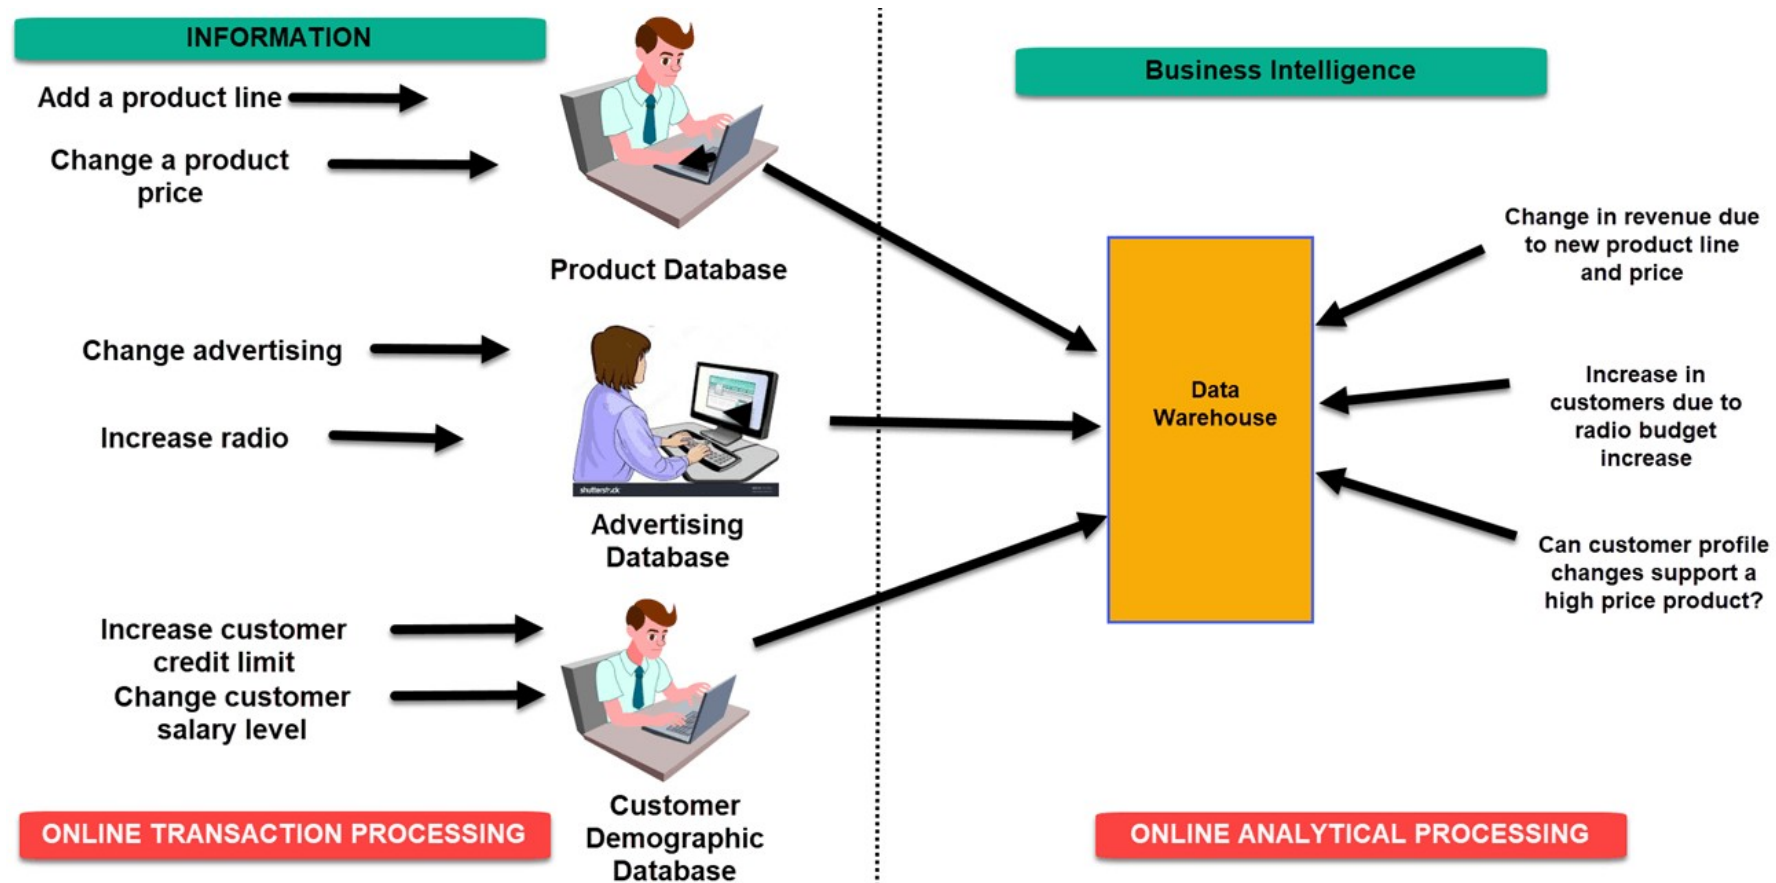 INFORMATION
Add a product line
Change a product
price
Product Database
Change advertising
Increase radio
shutterstock
Advertising
Database
Increase customer
credit limit
Change customer
salary level
Customer
Demographic
Database
ONLINE TRANSACTION PROCESSING
Business Intelligence
Data
Warehouse
Change in revenue due
to new product line
and price
Increase in
customers due to
radio budget
increase
Can customer profile
changes support a
high price product?
ONLINE ANALYTICAL PROCESSING